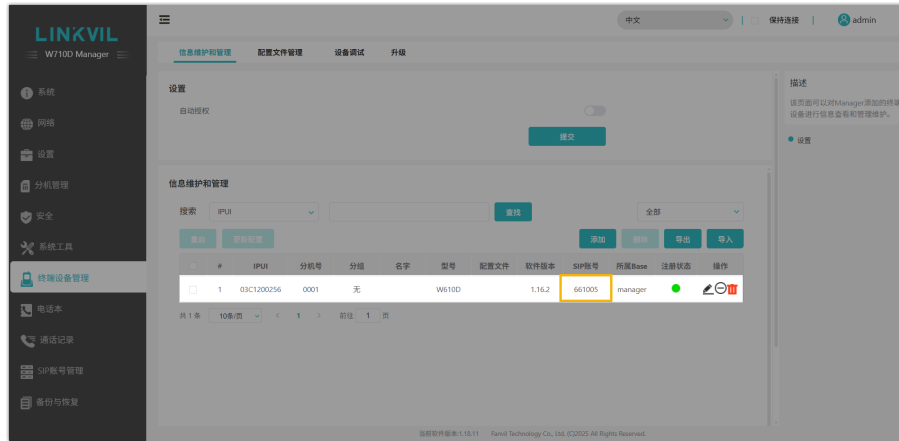 LINKVIL
W710D Manager
中文
保持连接
admin
系统
网络
设置
分机管理
安全
系统工具
终端设备管理
电话本
通话记录
SIP账号管理
备份与恢复
信息维护和管理 配置文件管理 设备调试 升级
设置
自动授权
提交
信息维护和管理
搜索 IPUI 查找 全部
重启 更新配置 添加 删除 导出 导入
# IPUI 分机号 分组 名字 型号 配置文件 软件版本 SIP账号 所属Base 注册状态 操作
1 03C1200256 0001 无 W610D 1.16.2 661005 manager
共 1 条 10条/页 1 前往 1 页
描述
该页面可以对Manager添加的终端
设备进行信息查看和管理维护。
设置
当前软件版本:1.18.11 Fanvil Technology Co., Ltd. (C)2025 All Rights Reserved.